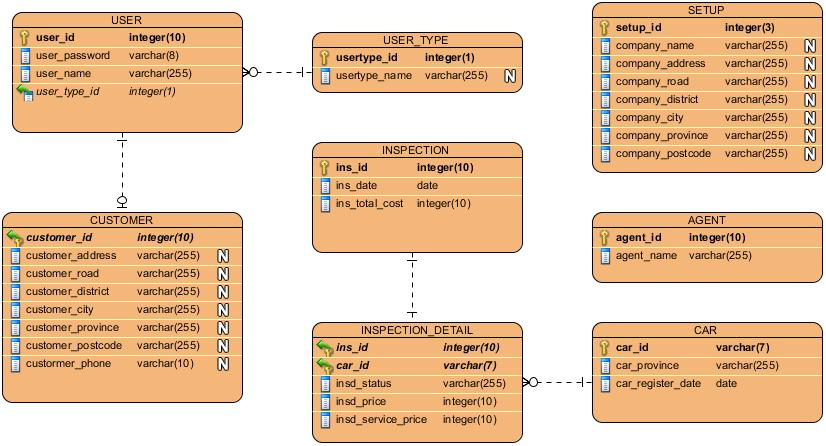 USER
user_id integer(10)
user_password varchar(8)
user_name varchar(255)
user_type_id integer(1)
USER_TYPE
usertype_id integer(1)
usertype_name varchar(255) N
SETUP
setup_id integer(3)
company_name varchar(255) N
company_address varchar(255) N
company_road varchar(255) N
company_district varchar(255) N
company_city varchar(255) N
company_province varchar(255) N
company_postcode varchar(255) N
INSPECTION
ins_id integer(10)
ins_date date
ins_total_cost integer(10)
CUSTOMER
customer_id integer(10)
customer_address varchar(255) N
customer_road varchar(255) N
customer_district varchar(255) N
customer_city varchar(255) N
customer_province varchar(255) N
customer_postcode varchar(255) N
custormer_phone varchar(10) N
AGENT
agent_id integer(10)
agent_name varchar(255)
INSPECTION_DETAIL
ins_id integer(10)
car_id varchar(7)
insd_status varchar(255)
insd_price integer(10)
insd_service_price integer(10)
CAR
car_id varchar(7)
car_province varchar(255)
car_register_date date